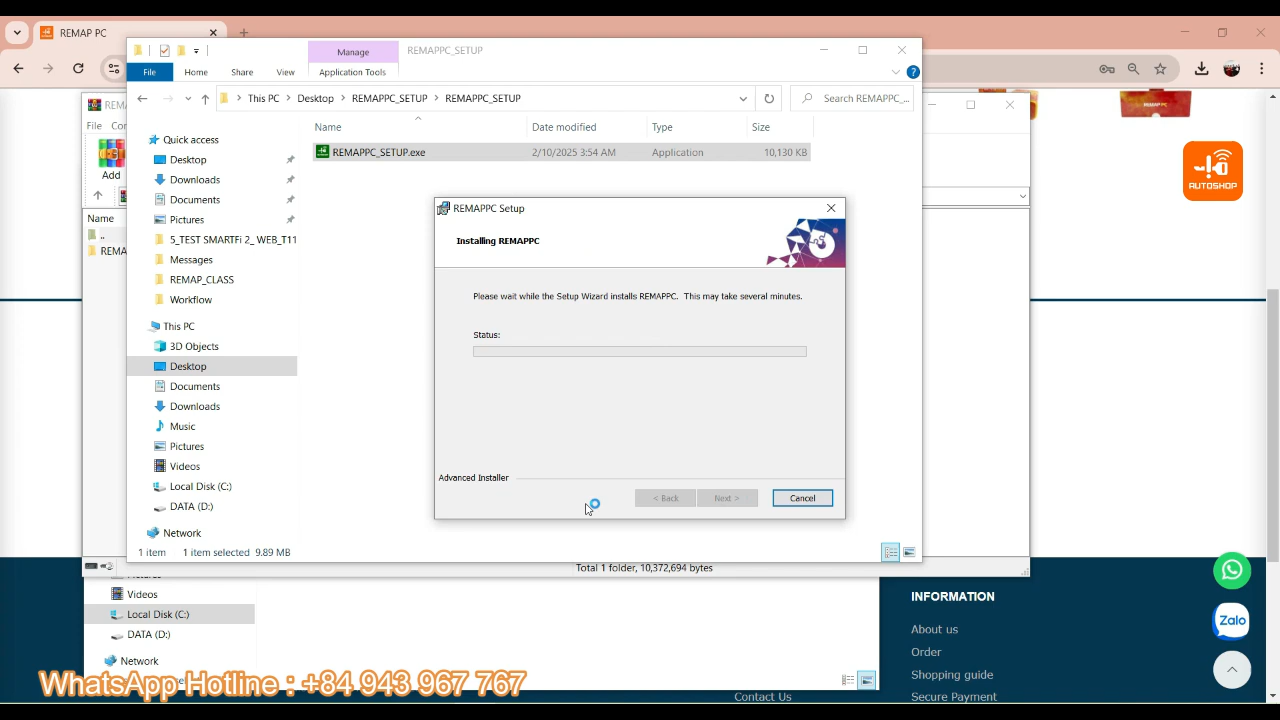 REMAP PC
Manage
REMAPPC_SETUP
File
Home
Share
View
Application Tools
This PC
Desktop
REMAPPC_SETUP
REMAPPC_SETUP
Search REMAPPC_...
Name
Date modified
Type
Size
REMAPPC_SETUP.exe
2/10/2025 3:54 AM
Application
10,130 KB
Quick access
Desktop
Downloads
Documents
Pictures
5_TEST SMARTFi 2_ WEB_T11
Messages
REMAP_CLASS
Workflow
This PC
3D Objects
Desktop
Documents
Downloads
Music
Pictures
Videos
Local Disk (C:)
DATA (D:)
Network
1 item
1 item selected 9.89 MB
REMAPPC Setup
Installing REMAPPC
Please wait while the Setup Wizard installs REMAPPC. This may take several minutes.
Status:
Advanced Installer
< Back
Next >
Cancel
File
Add
Name
..
Total 1 folder, 10,372,694 bytes
REMAP PC
AUTOSHOP
Videos
Local Disk (C:)
DATA (D:)
Network
WhatsApp Hotline : +84 943 967 767
INFORMATION
About us
Order
Shopping guide
Secure Payment
Contact Us
Zalo